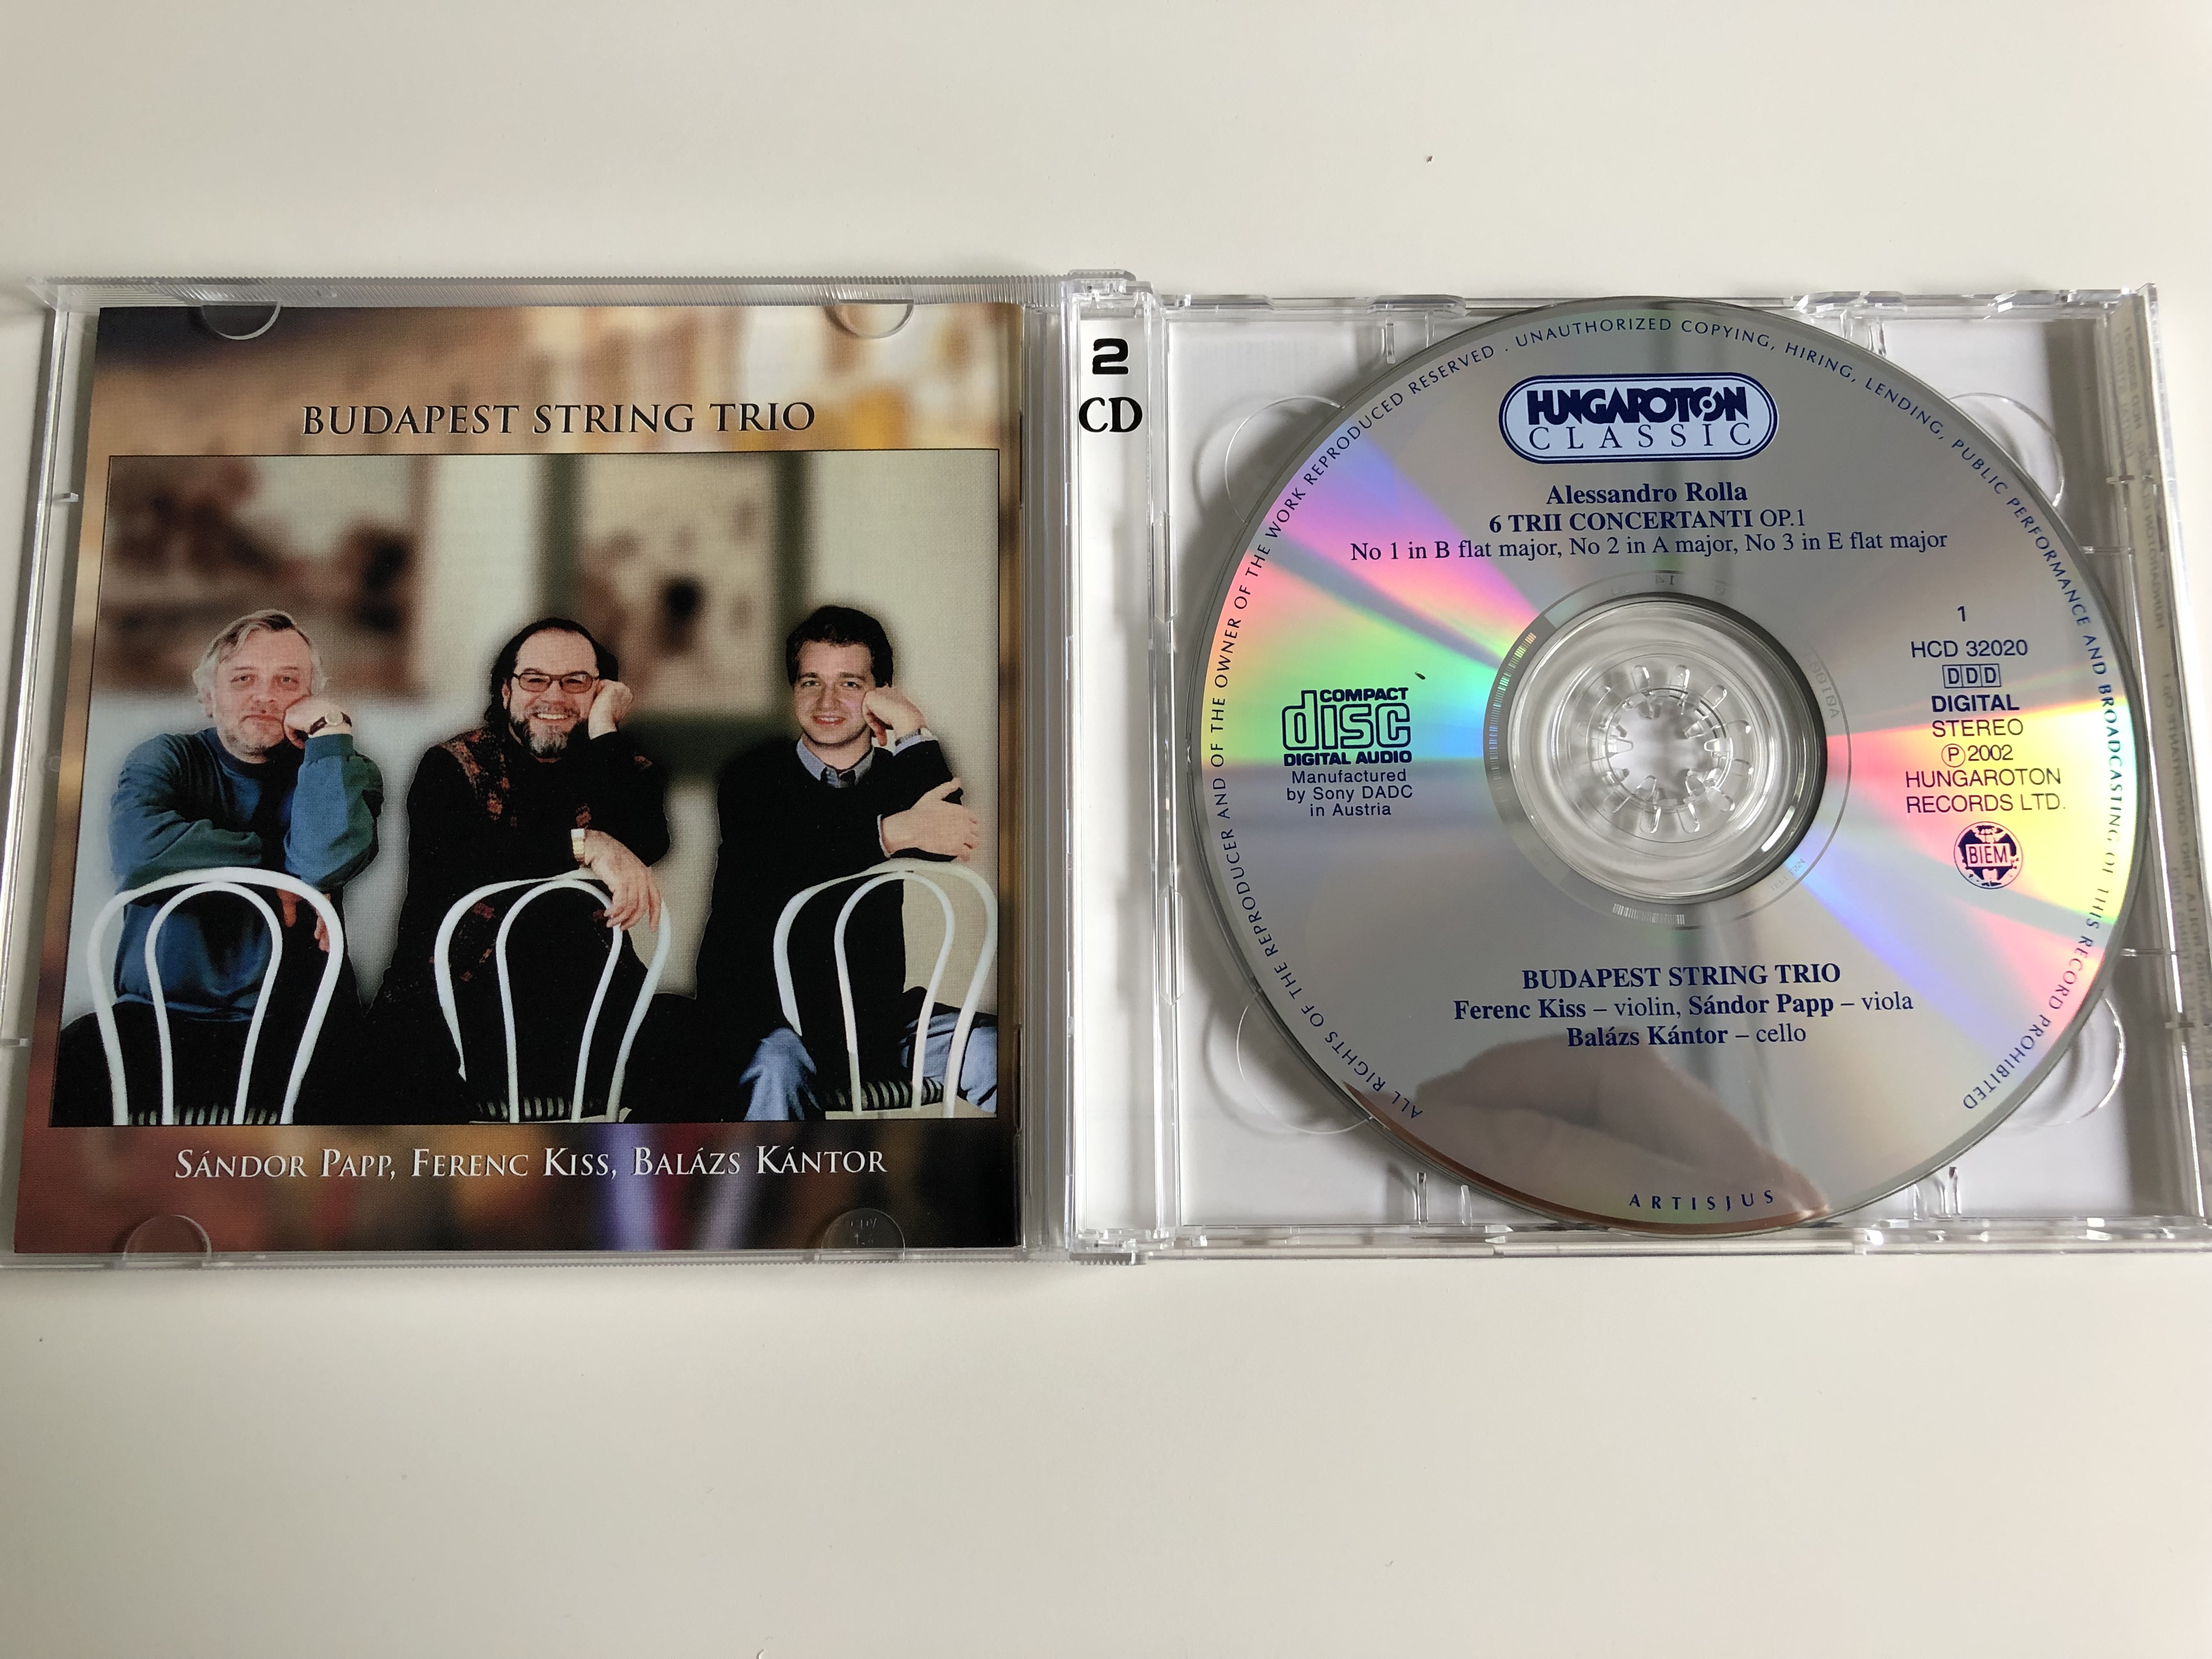 BUDAPEST STRING TRIO
SÁNDOR PAPP, FERENC KISS, BALÁZS KÁNTOR
2
CD
ALL RIGHTS OF THE REPRODUCER AND OF THE OWNER OF THE WORK REPRODUCED RESERVED . UNAUTHORIZED COPYING, HIRING, LENDING, PUBLIC PERFORMANCE AND BROADCASTING OF THIS RECORD PROHIBITED
HUNGAROTON
CLASSIC
Alessandro Rolla
6 TRII CONCERTANTI OP.1
No 1 in B flat major, No 2 in A major, No 3 in E flat major
COMPACT
disc
DIGITAL AUDIO
Manufactured
by Sony DADC
in Austria
1
HCD 32020
DDD
DIGITAL
STEREO
℗2002
HUNGAROTON
RECORDS LTD.
BIEM
BUDAPEST STRING TRIO
Ferenc Kiss – violin, Sándor Papp – viola
Balázs Kántor – cello
ARTISJUS